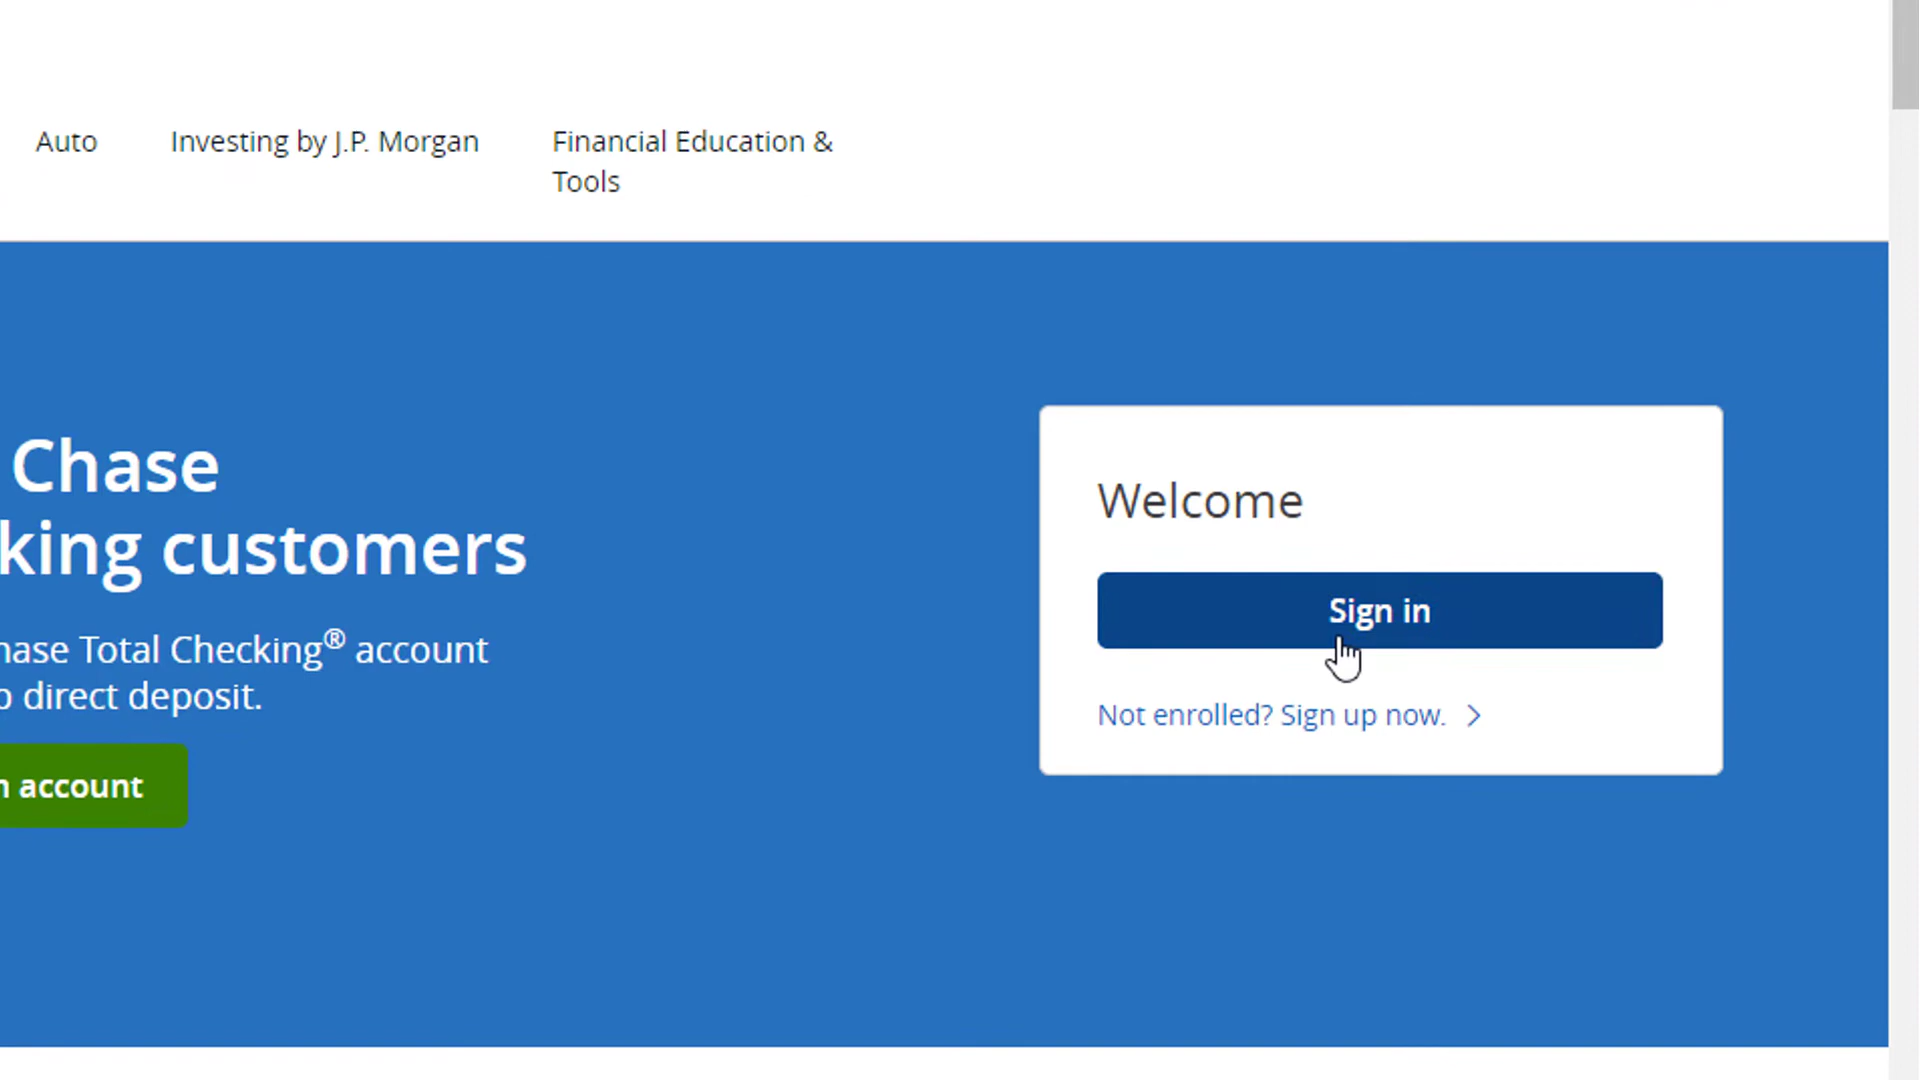 Auto
Investing by J.P. Morgan
Financial Education &
Tools
Chase
king customers
hase Total Checking® account
o direct deposit.
n account
Welcome
Sign in
Not enrolled? Sign up now.